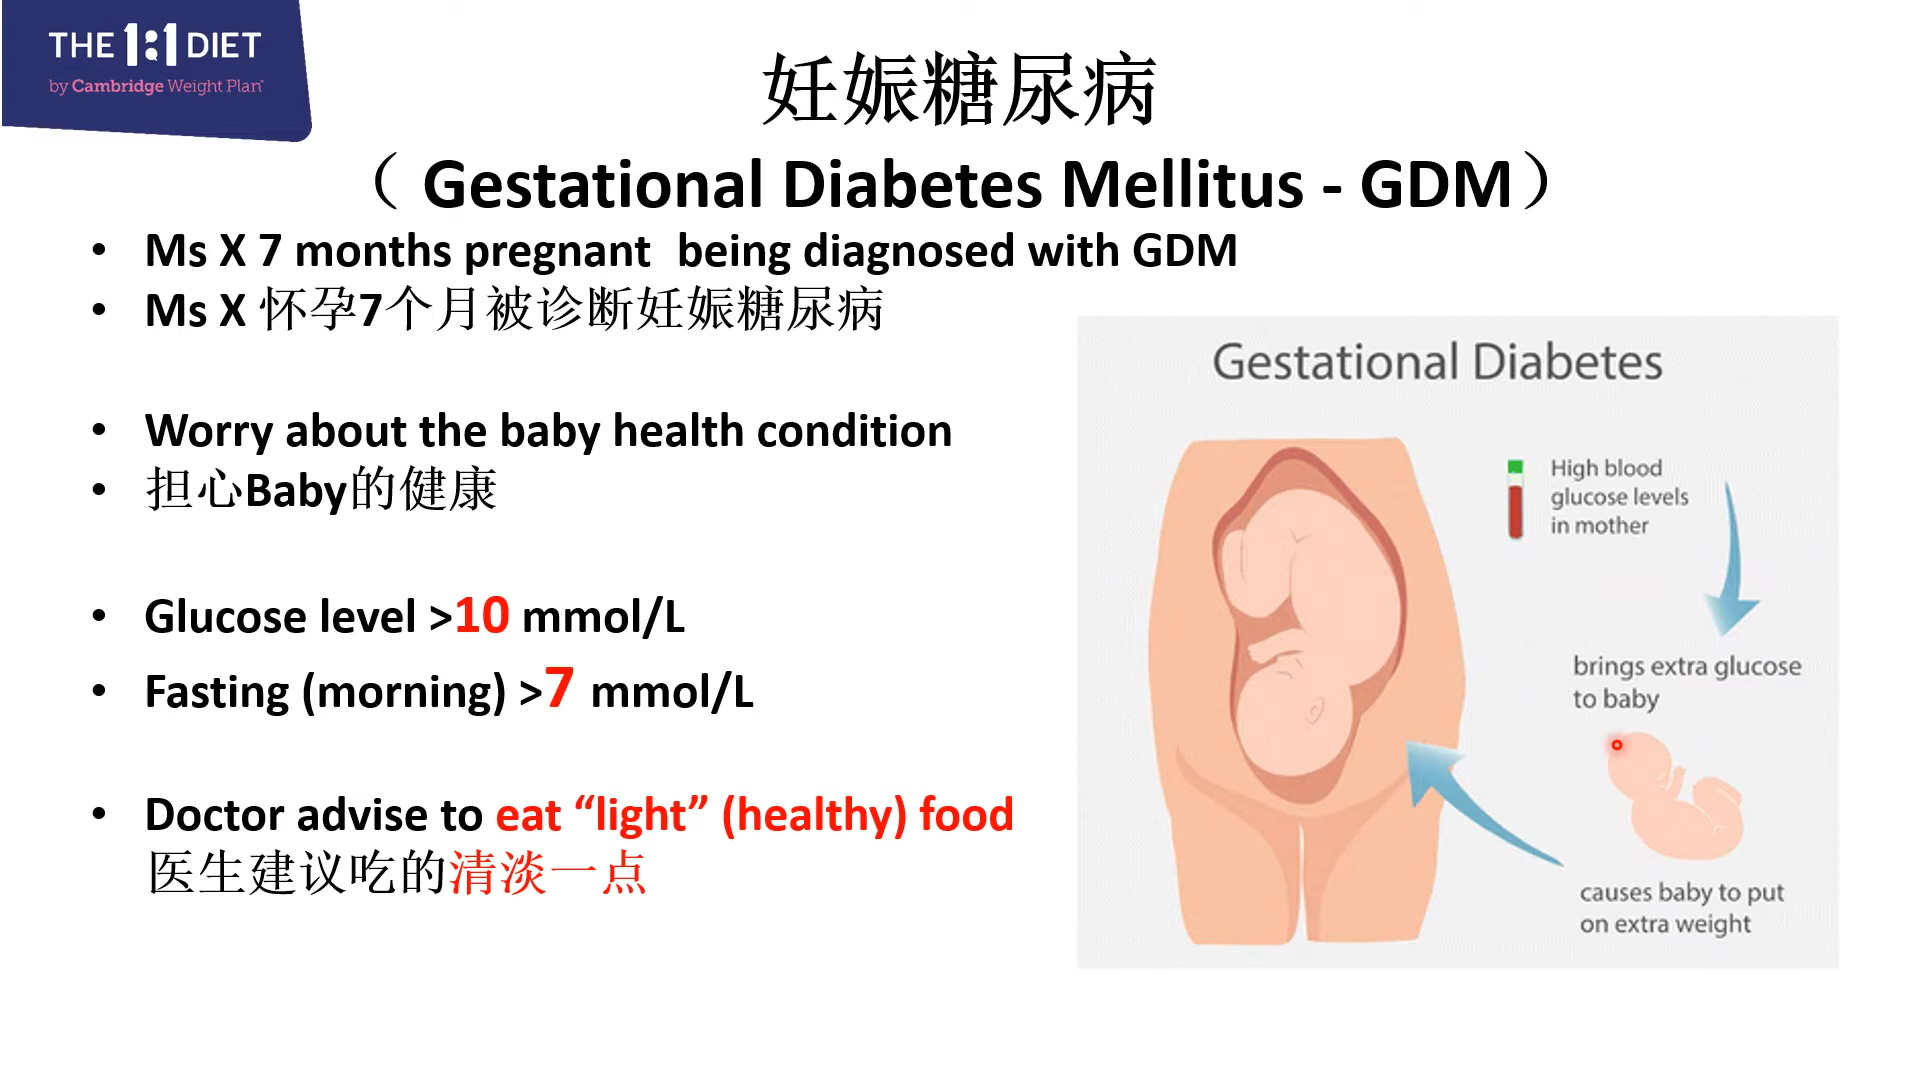 THE 1:1 DIET
by Cambridge Weight Plan
妊娠糖尿病
（ Gestational Diabetes Mellitus - GDM）
• Ms X 7 months pregnant being diagnosed with GDM
• Ms X 怀孕7个月被诊断妊娠糖尿病
• Worry about the baby health condition
• 担心Baby的健康
• Glucose level >10 mmol/L
• Fasting (morning) >7 mmol/L
• Doctor advise to eat “light” (healthy) food
医生建议吃的清淡一点
Gestational Diabetes
High blood
glucose levels
in mother
brings extra glucose
to baby
causes baby to put
on extra weight